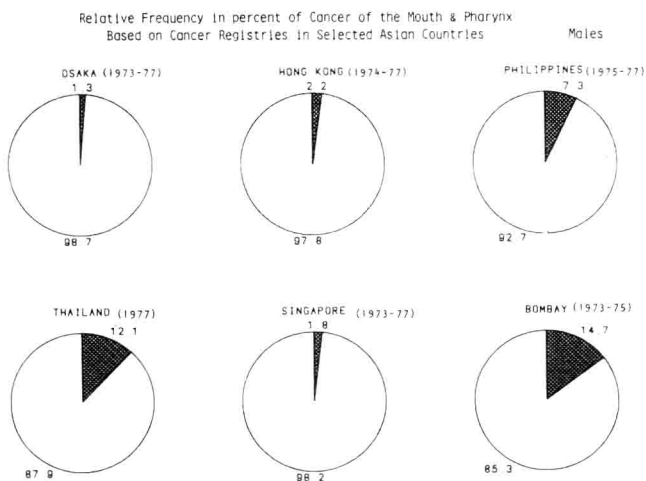 Relative Frequency in percent of Cancer of the Mouth & Pharynx
Based on Cancer Registries in Selected Asian Countries Males
OSAKA (1973-77)
1 3
98 7
HONG KONG (1974-77)
2 2
97 8
PHILIPPINES (1975-77)
7 3
92 7
THAILAND (1977)
12 1
87 9
SINGAPORE (1973-77)
1 8
98 2
BOMBAY (1973-75)
14 7
85 3